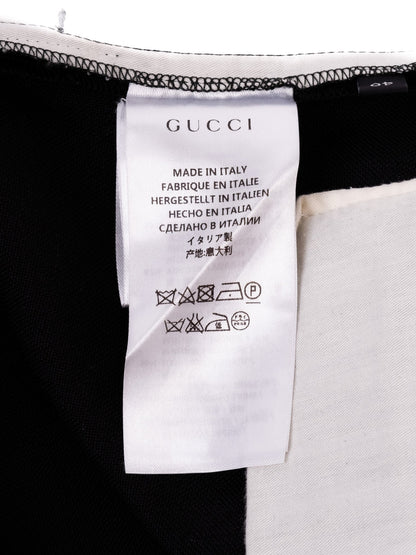 GUCCI
40
MADE IN ITALY
FABRIQUE EN ITALIE
HERGESTELLT IN ITALIEN
HECHO EN ITALIA
СДЕЛАНО В ИТАЛИИ
イタリア製
产地:意大利
P